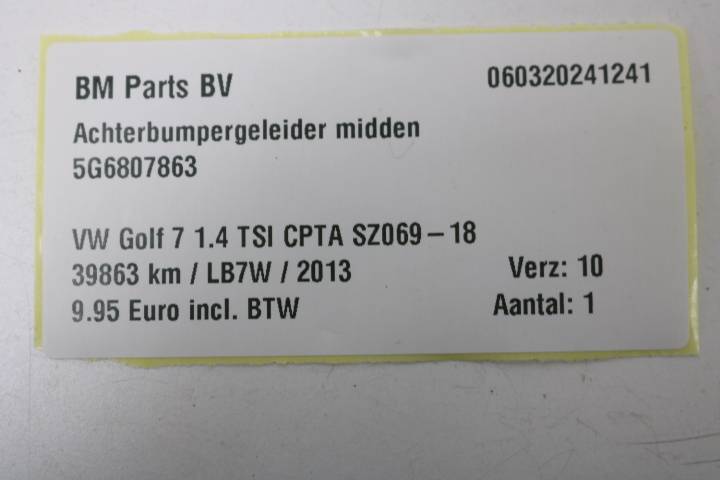 BM Parts BV 060320241241
Achterbumpergeleider midden
5G6807863
VW Golf 7 1.4 TSI CPTA SZ069-18
39863 km / LB7W / 2013 Verz: 10
9.95 Euro incl. BTW Aantal: 1